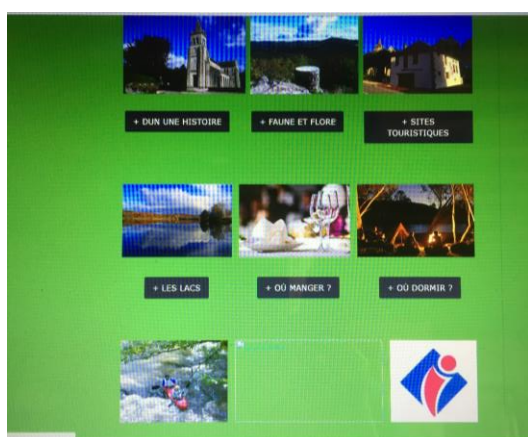 + DUN UNE HISTOIRE
+ FAUNE ET FLORE
+ SITES
TOURISTIQUES
+ LES LACS
+ OÙ MANGER ?
+ OÙ DORMIR ?